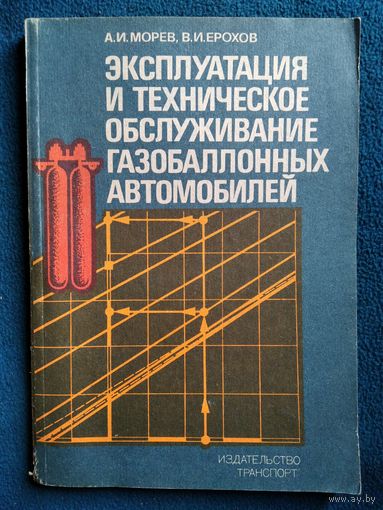 А.И.МОРЕВ, В.И.ЕРОХОВ
ЭКСПЛУАТАЦИЯ
И ТЕХНИЧЕСКОЕ
ОБСЛУЖИВАНИЕ
ГАЗОБАЛЛОННЫХ
АВТОМОБИЛЕЙ
ИЗДАТЕЛЬСТВО
ТРАНСПОРТ
www.ay.by